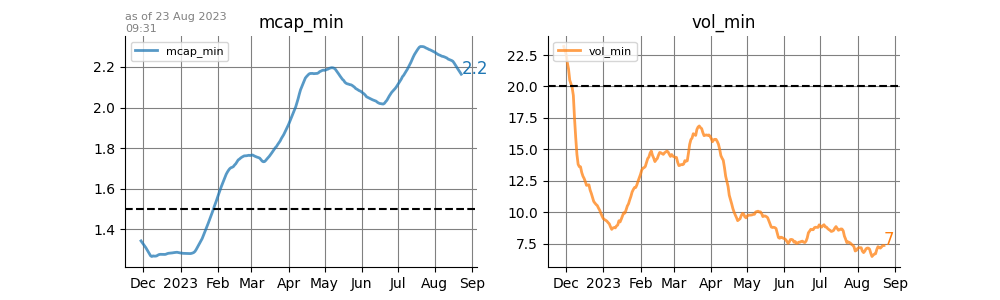 as of 23 Aug 2023
09:31
mcap_min
mcap_min
2.2
2.2
2.0
1.8
1.6
1.4
Dec 2023 Feb Mar Apr May Jun Jul Aug Sep
vol_min
vol_min
22.5
20.0
17.5
15.0
12.5
10.0
7.5
7
Dec 2023 Feb Mar Apr May Jun Jul Aug Sep